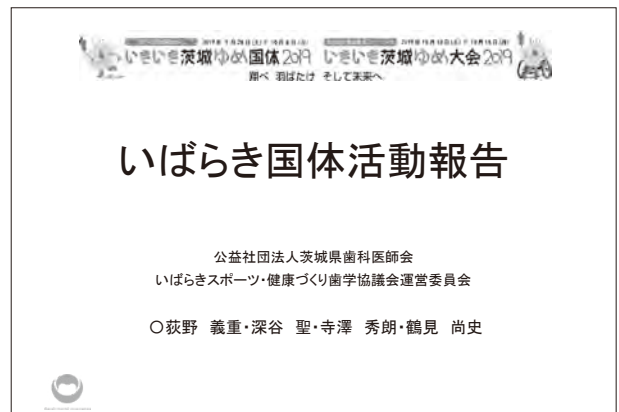 いきいき茨城ゆめ国体2019 いきいき茨城ゆめ大会2019
翔べ 羽ばたけ そして未来へ
いばらき国体活動報告
公益社団法人茨城県歯科医師会
いばらきスポーツ・健康づくり歯学協議会運営委員会
〇荻野 義重・深谷 聖・寺澤 秀朗・鶴見 尚史